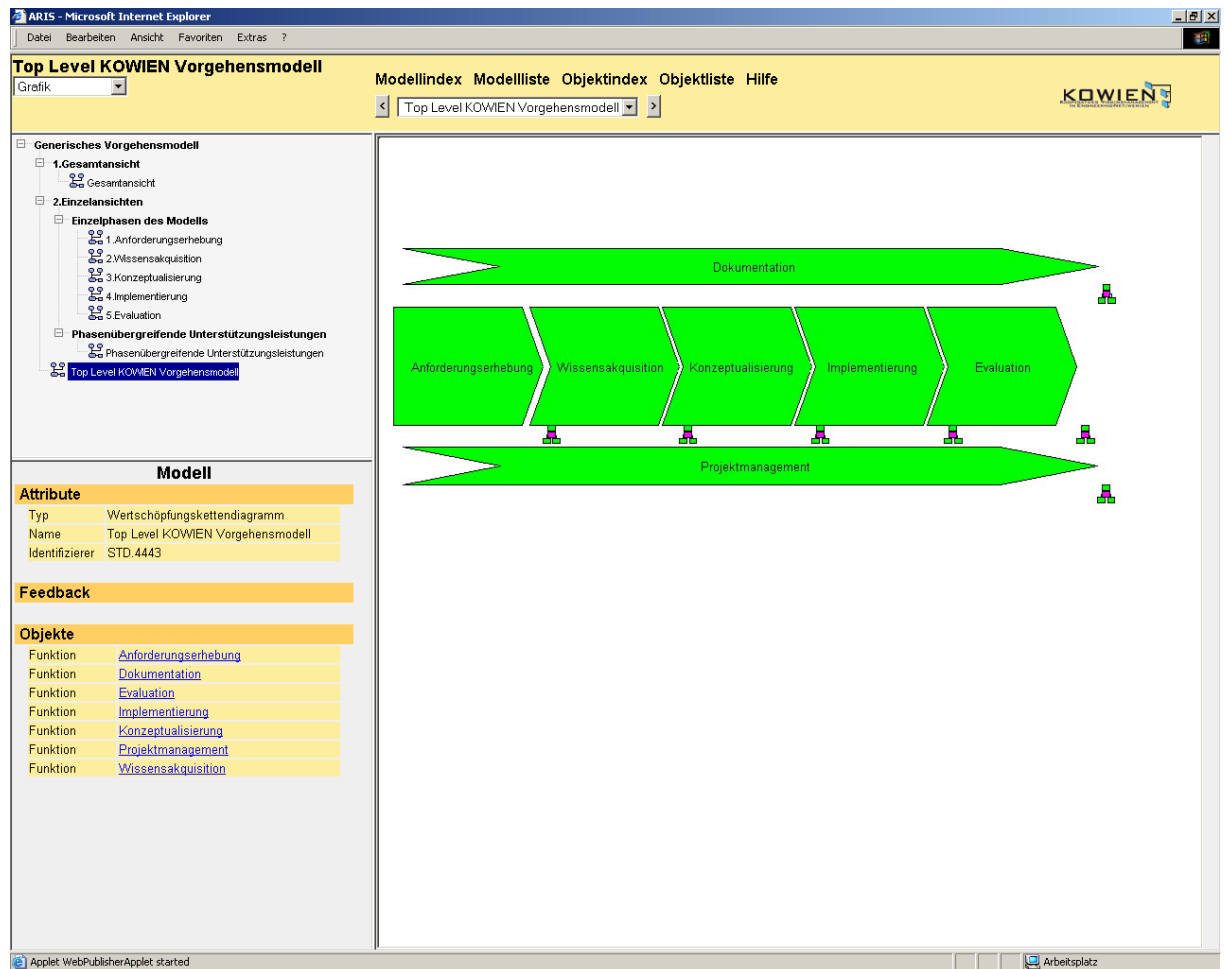 ARIS - Microsoft Internet Explorer
Datei Bearbeiten Ansicht Favoriten Extras ?
Top Level KOWIEN Vorgehensmodell
Grafik
Modellindex Modellliste Objektindex Objektliste Hilfe
< Top Level KOWIEN Vorgehensmodell >
KOWIEN
Generisches Vorgehensmodell
1.Gesamtansicht
Gesamtansicht
2.Einzelansichten
Einzelphasen des Modells
1.Anforderungserhebung
2.Wissensakquisition
3.Konzeptualisierung
4.Implementierung
5.Evaluation
Phasenübergreifende Unterstützungsleistungen
Phasenübergreifende Unterstützungsleistungen
Top Level KOWIEN Vorgehensmodell
Modell
Attribute
Typ Wertschöpfungskettendiagramm
Name Top Level KOWIEN Vorgehensmodell
Identifizierer STD.4443
Feedback
Objekte
Funktion Anforderungserhebung
Funktion Dokumentation
Funktion Evaluation
Funktion Implementierung
Funktion Konzeptualisierung
Funktion Projektmanagement
Funktion Wissensakquisition
Dokumentation
Anforderungserhebung Wissensakquisition Konzeptualisierung Implementierung Evaluation
Projektmanagement
Applet WebPublisherApplet started
Arbeitsplatz